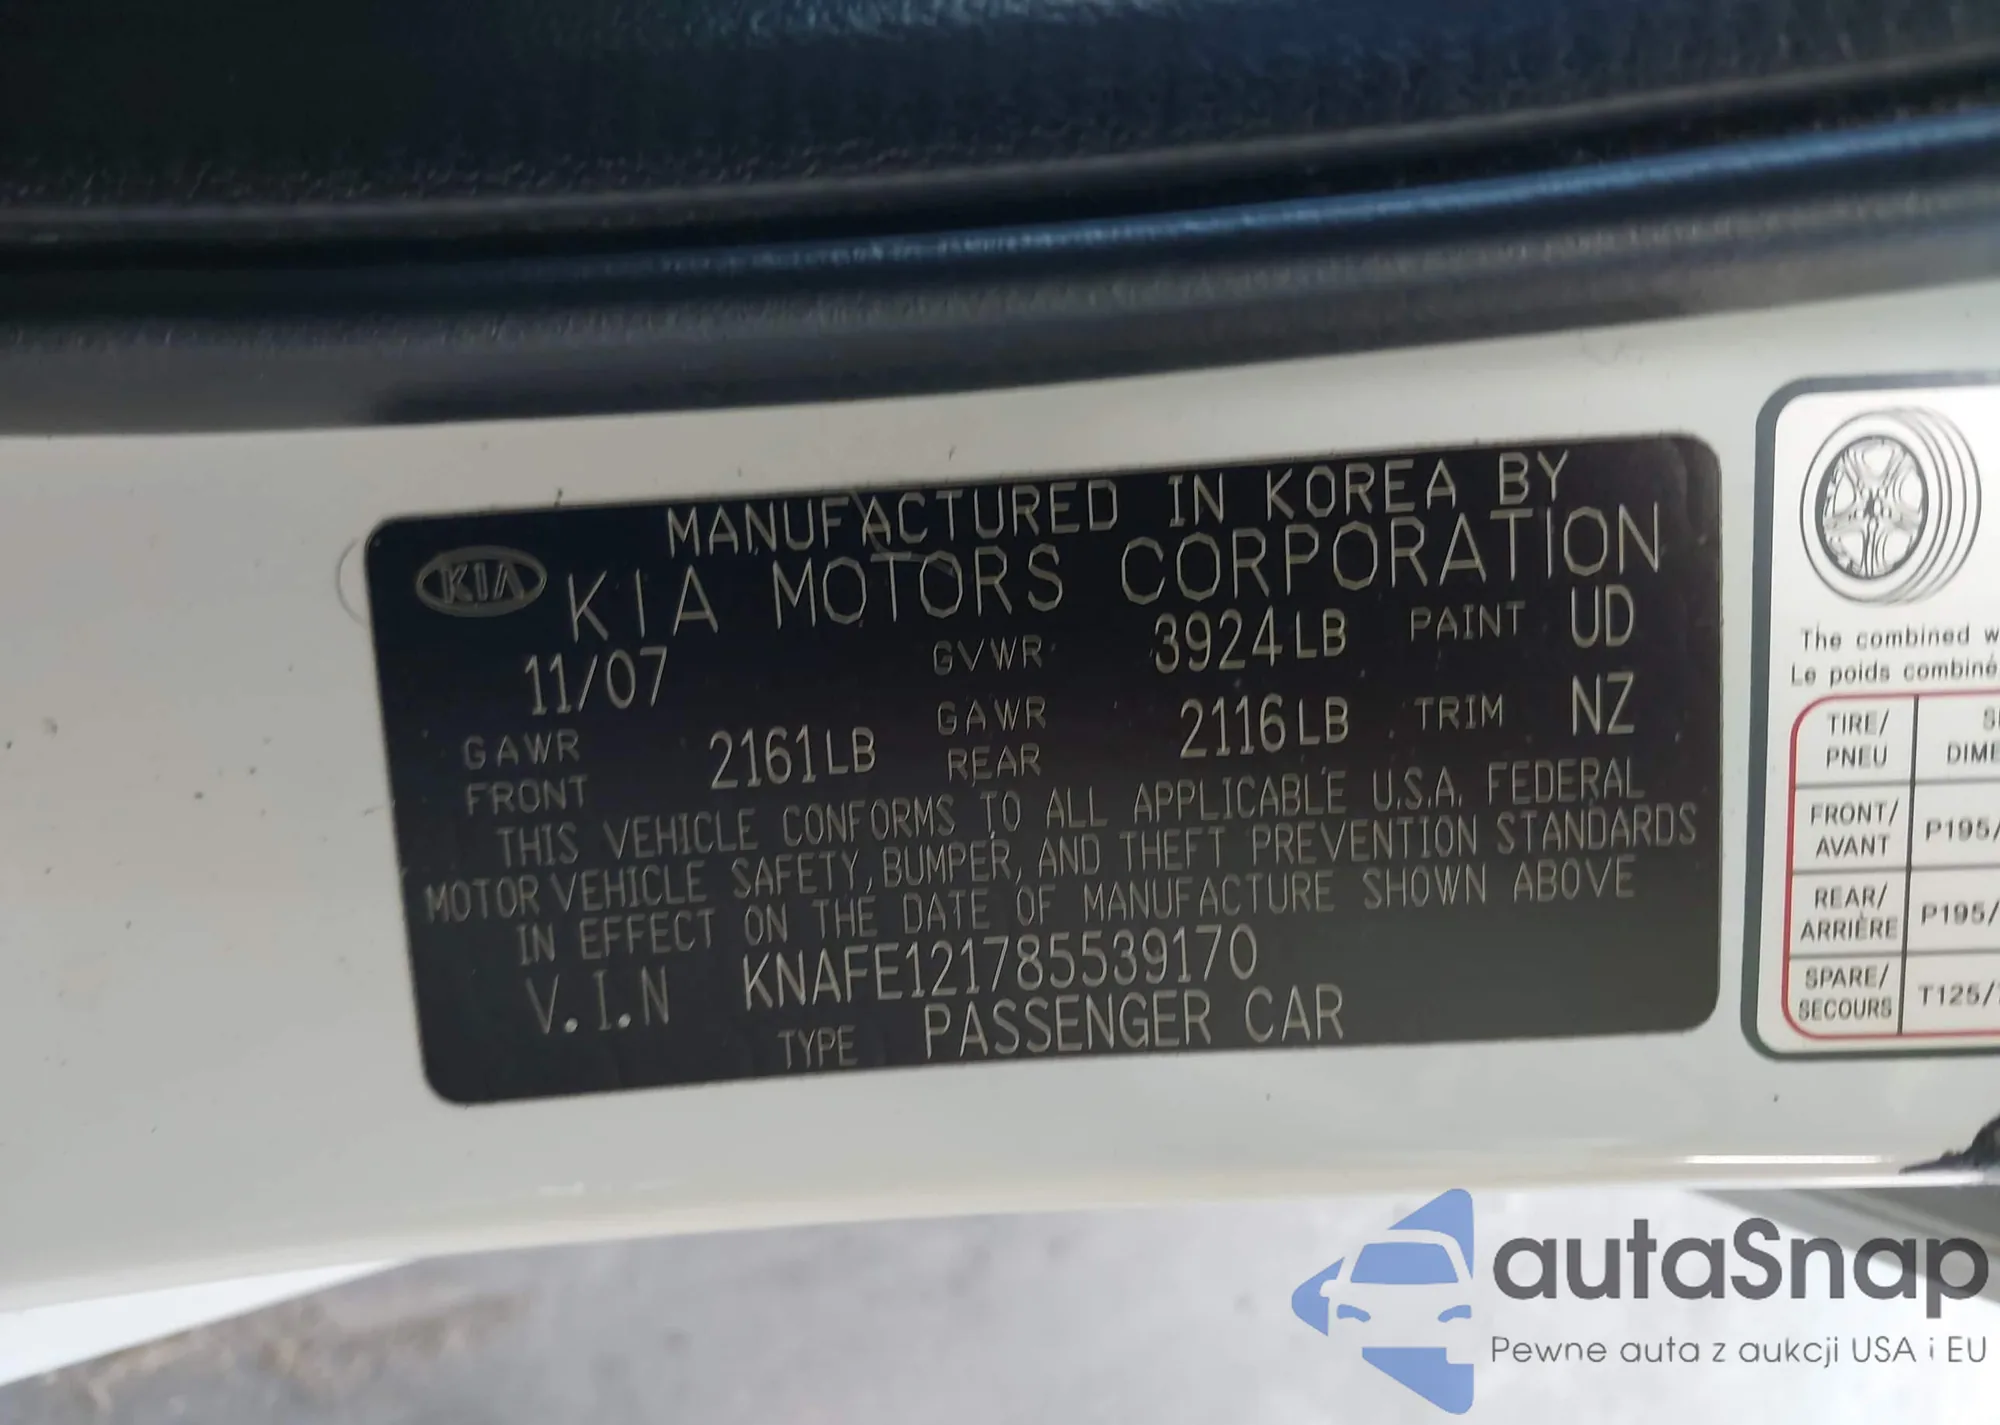 MANUFACTURED IN KOREA BY
KIA KIA MOTORS CORPORATION
11/07 GVWR 3924LB PAINT UD
GAWR FRONT 2161LB GAWR REAR 2116LB TRIM NZ
THIS VEHICLE CONFORMS TO ALL APPLICABLE U.S.A. FEDERAL
MOTOR VEHICLE SAFETY, BUMPER, AND THEFT PREVENTION STANDARDS
IN EFFECT ON THE DATE OF MANUFACTURE SHOWN ABOVE
V.I.N KNAFE121785539170
TYPE PASSENGER CAR
The combined
Le poids combiné
TIRE/
PNEU
FRONT/
AVANT P195/
REAR/
ARRIÈRE P195/
SPARE/
SECOURS T125/
autaSnap
Pewne auta z aukcji USA i EU